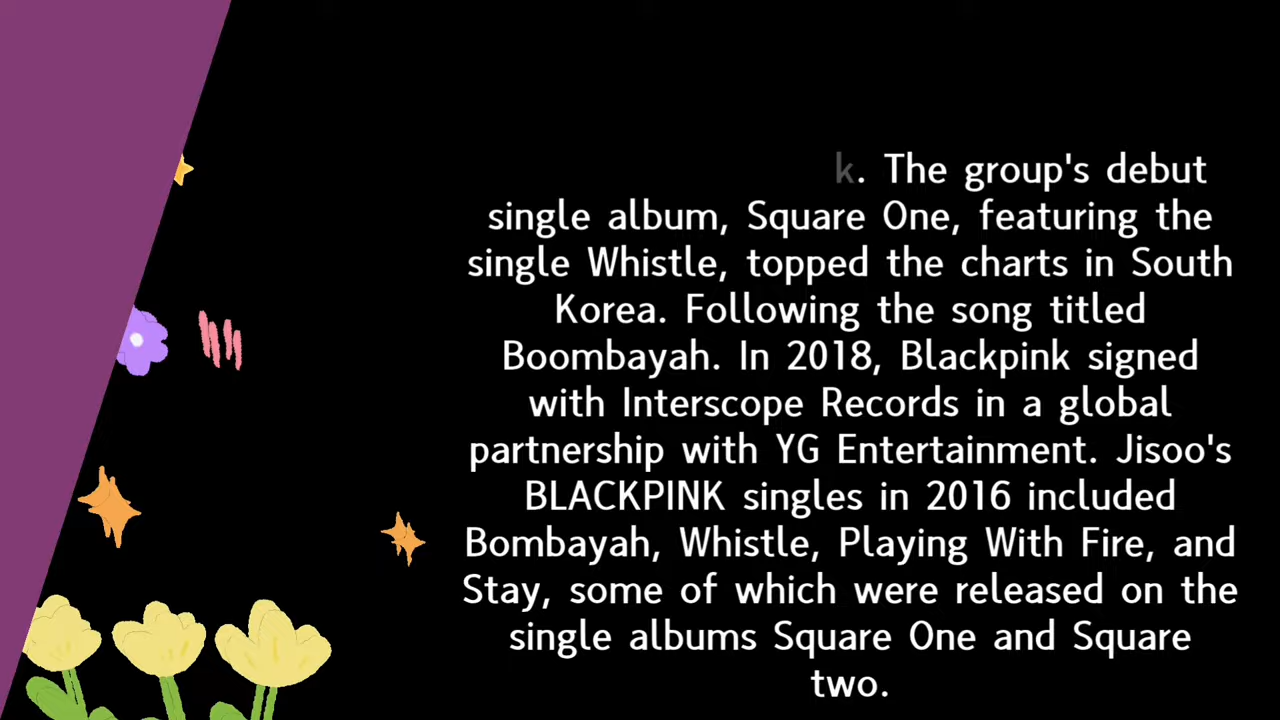 k. The group's debut
single album, Square One, featuring the
single Whistle, topped the charts in South
Korea. Following the song titled
Boombayah. In 2018, Blackpink signed
with Interscope Records in a global
partnership with YG Entertainment. Jisoo's
BLACKPINK singles in 2016 included
Bombayah, Whistle, Playing With Fire, and
Stay, some of which were released on the
single albums Square One and Square
two.